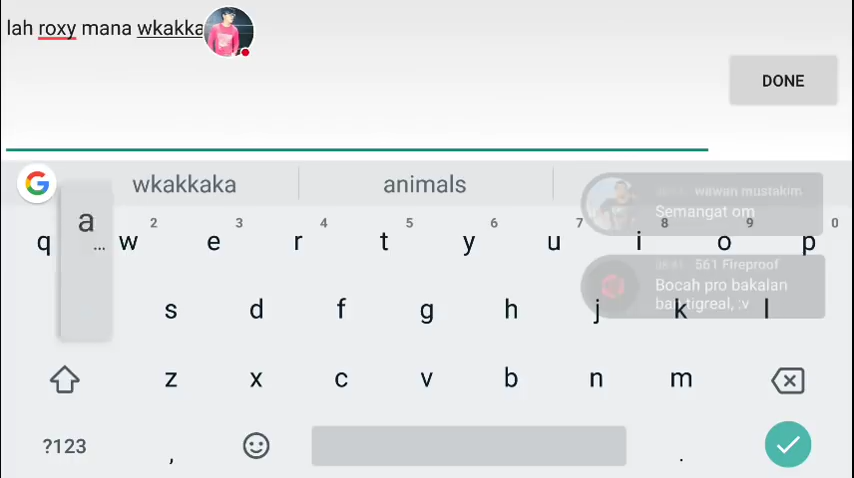 lah roxy mana wkakka
DONE
wkakkaka
animals
wawan mustakim
Semangat om
561 Fireproof
Bocah pro bakalan
tigreal, :v
a
...
q w 2 e 3 r 4 t 5 y 6 u 7 i 8 o 9 p 0
s d f g h j k l
z x c v b n m
?123 , .